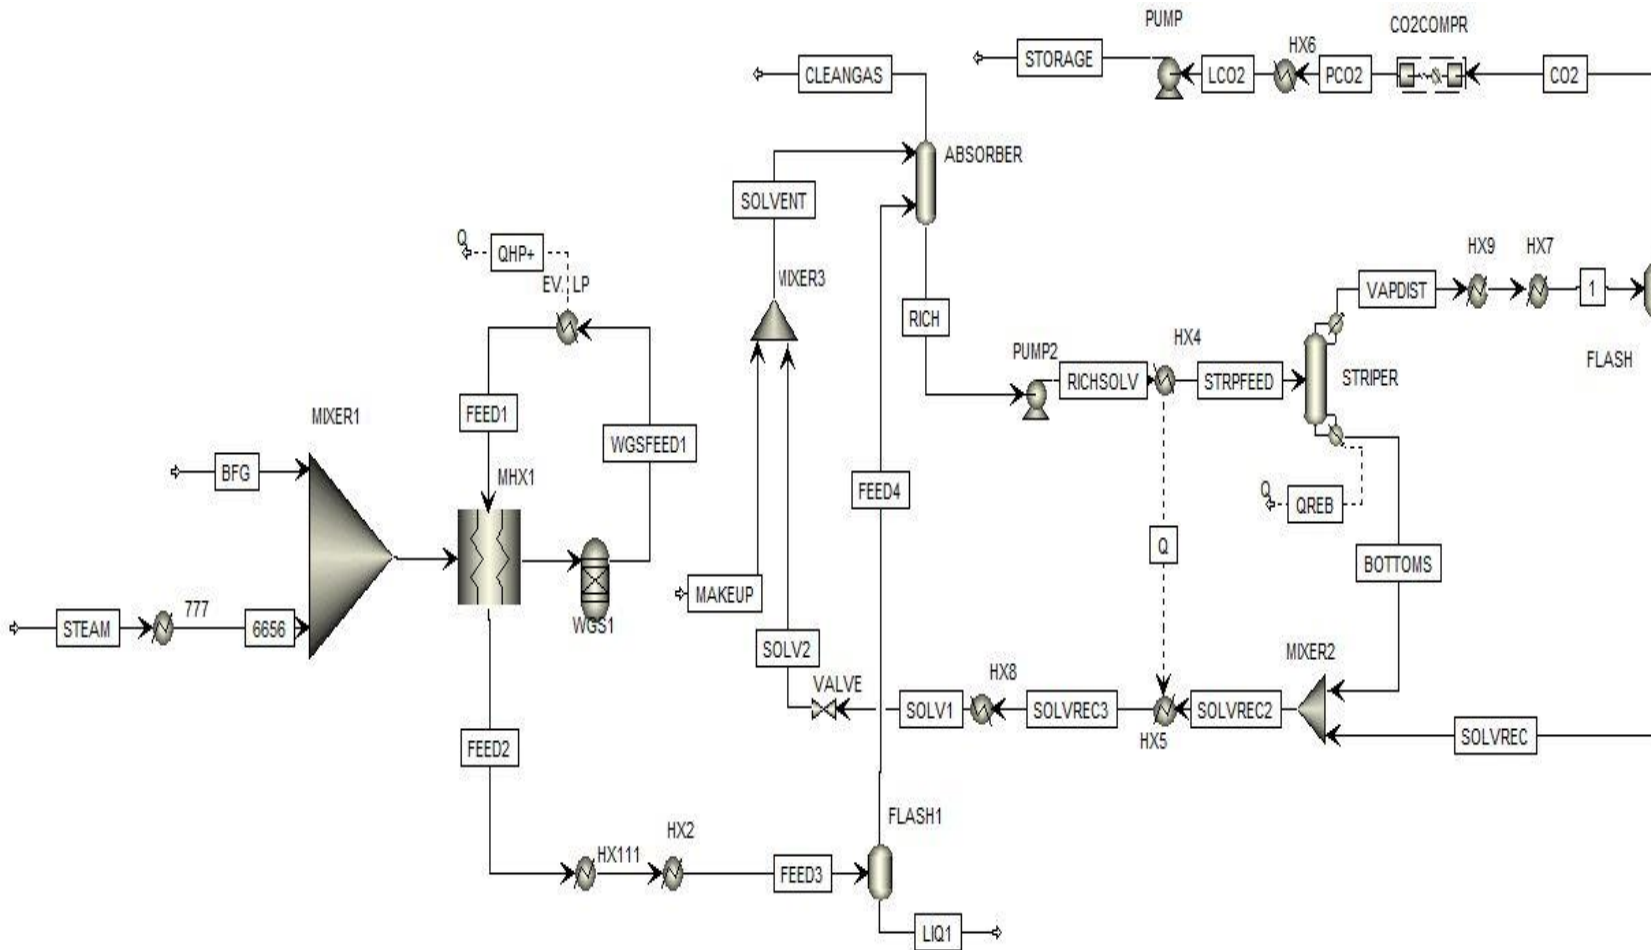 PUMP
CO2COMPR
HX6
STORAGE
LCO2
PCO2
CO2
CLEANGAS
ABSORBER
SOLVENT
Q
QHP+
EV. LP
MIXER3
HX9
HX7
VAPDIST
1
RICH
PUMP2
HX4
FLASH
RICHSOLV
STRPFEED
STRIPER
MIXER1
FEED1
WGSFEED1
BFG
MHX1
FEED4
Q
QREB
Q
BOTTOMS
MAKEUP
STEAM
777
6656
WGS1
SOLV2
MIXER2
VALVE
HX8
SOLV1
SOLVREC3
SOLVREC2
HX5
SOLVREC
FEED2
FLASH1
HX111
HX2
FEED3
LIQ1